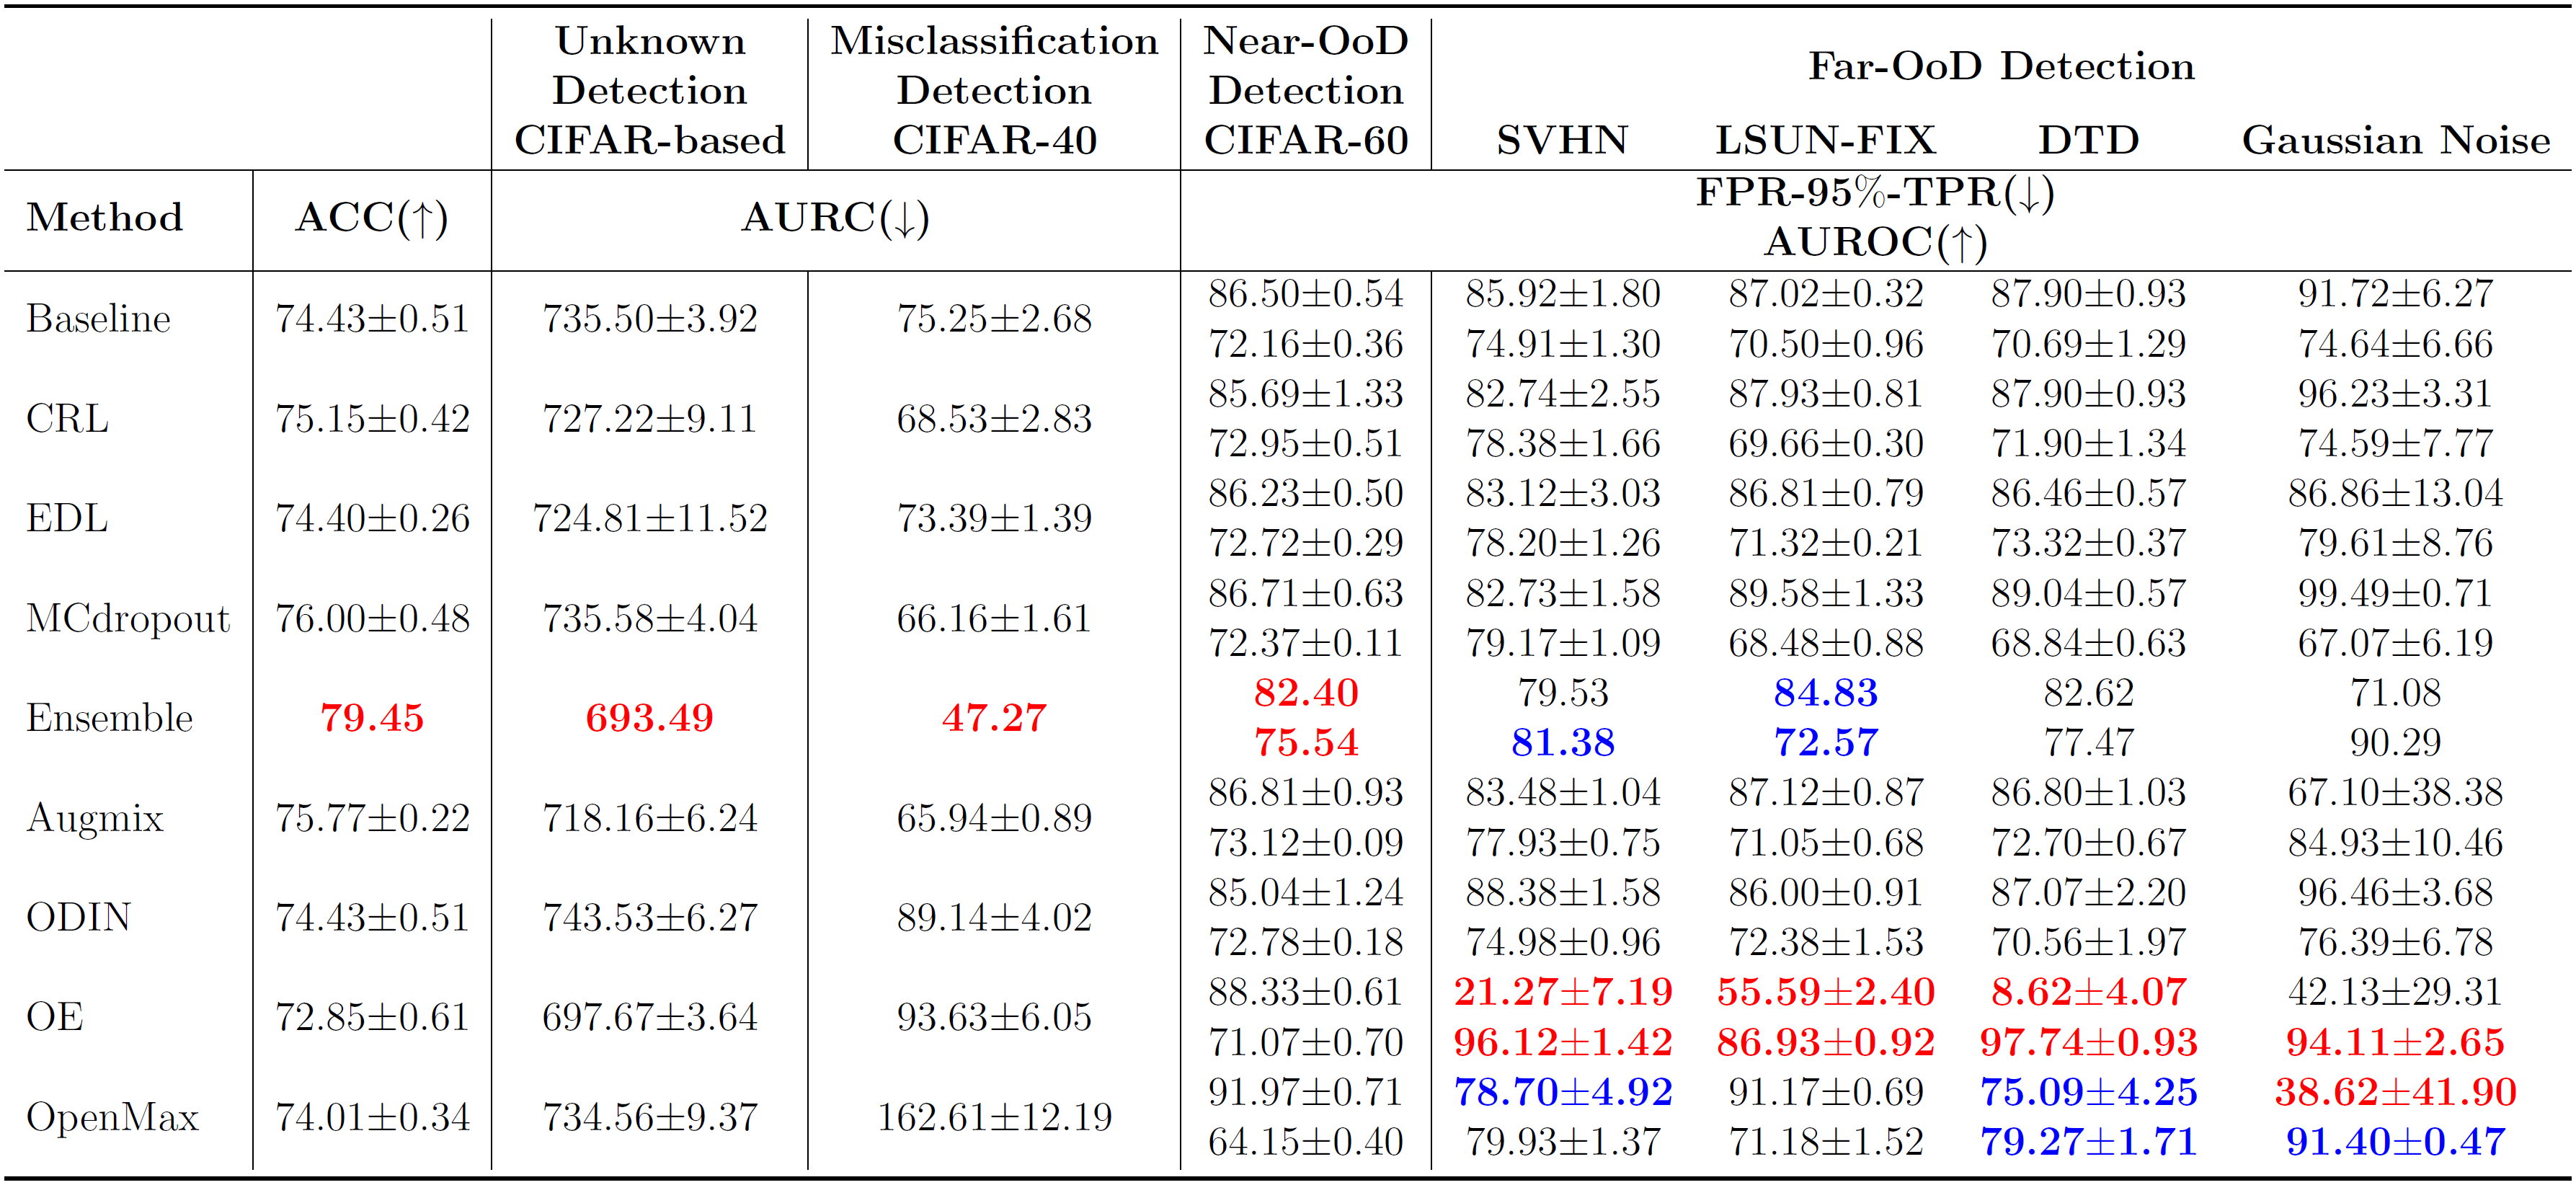 Unknown Misclassification Near-OoD
Far-OoD Detection
Detection Detection Detection
CIFAR-based CIFAR-40 CIFAR-60 SVHN LSUN-FIX DTD Gaussian Noise
FPR-95%-TPR(↓)
Method ACC(↑) AURC(↓)
AUROC(↑)
86.50±0.54 85.92±1.80 87.02±0.32 87.90±0.93 91.72±6.27
Baseline 74.43±0.51 735.50±3.92 75.25±2.68
72.16±0.36 74.91±1.30 70.50±0.96 70.69±1.29 74.64±6.66
85.69±1.33 82.74±2.55 87.93±0.81 87.90±0.93 96.23±3.31
CRL 75.15±0.42 727.22±9.11 68.53±2.83
72.95±0.51 78.38±1.66 69.66±0.30 71.90±1.34 74.59±7.77
86.23±0.50 83.12±3.03 86.81±0.79 86.46±0.57 86.86±13.04
EDL 74.40±0.26 724.81±11.52 73.39±1.39
72.72±0.29 78.20±1.26 71.32±0.21 73.32±0.37 79.61±8.76
86.71±0.63 82.73±1.58 89.58±1.33 89.04±0.57 99.49±0.71
MCdropout 76.00±0.48 735.58±4.04 66.16±1.61
72.37±0.11 79.17±1.09 68.48±0.88 68.84±0.63 67.07±6.19
82.40 79.53 84.83 82.62 71.08
Ensemble 79.45 693.49 47.27
75.54 81.38 72.57 77.47 90.29
86.81±0.93 83.48±1.04 87.12±0.87 86.80±1.03 67.10±38.38
Augmix 75.77±0.22 718.16±6.24 65.94±0.89
73.12±0.09 77.93±0.75 71.05±0.68 72.70±0.67 84.93±10.46
85.04±1.24 88.38±1.58 86.00±0.91 87.07±2.20 96.46±3.68
ODIN 74.43±0.51 743.53±6.27 89.14±4.02
72.78±0.18 74.98±0.96 72.38±1.53 70.56±1.97 76.39±6.78
88.33±0.61 21.27±7.19 55.59±2.40 8.62±4.07 42.13±29.31
OE 72.85±0.61 697.67±3.64 93.63±6.05
71.07±0.70 96.12±1.42 86.93±0.92 97.74±0.93 94.11±2.65
91.97±0.71 78.70±4.92 91.17±0.69 75.09±4.25 38.62±41.90
OpenMax 74.01±0.34 734.56±9.37 162.61±12.19
64.15±0.40 79.93±1.37 71.18±1.52 79.27±1.71 91.40±0.47